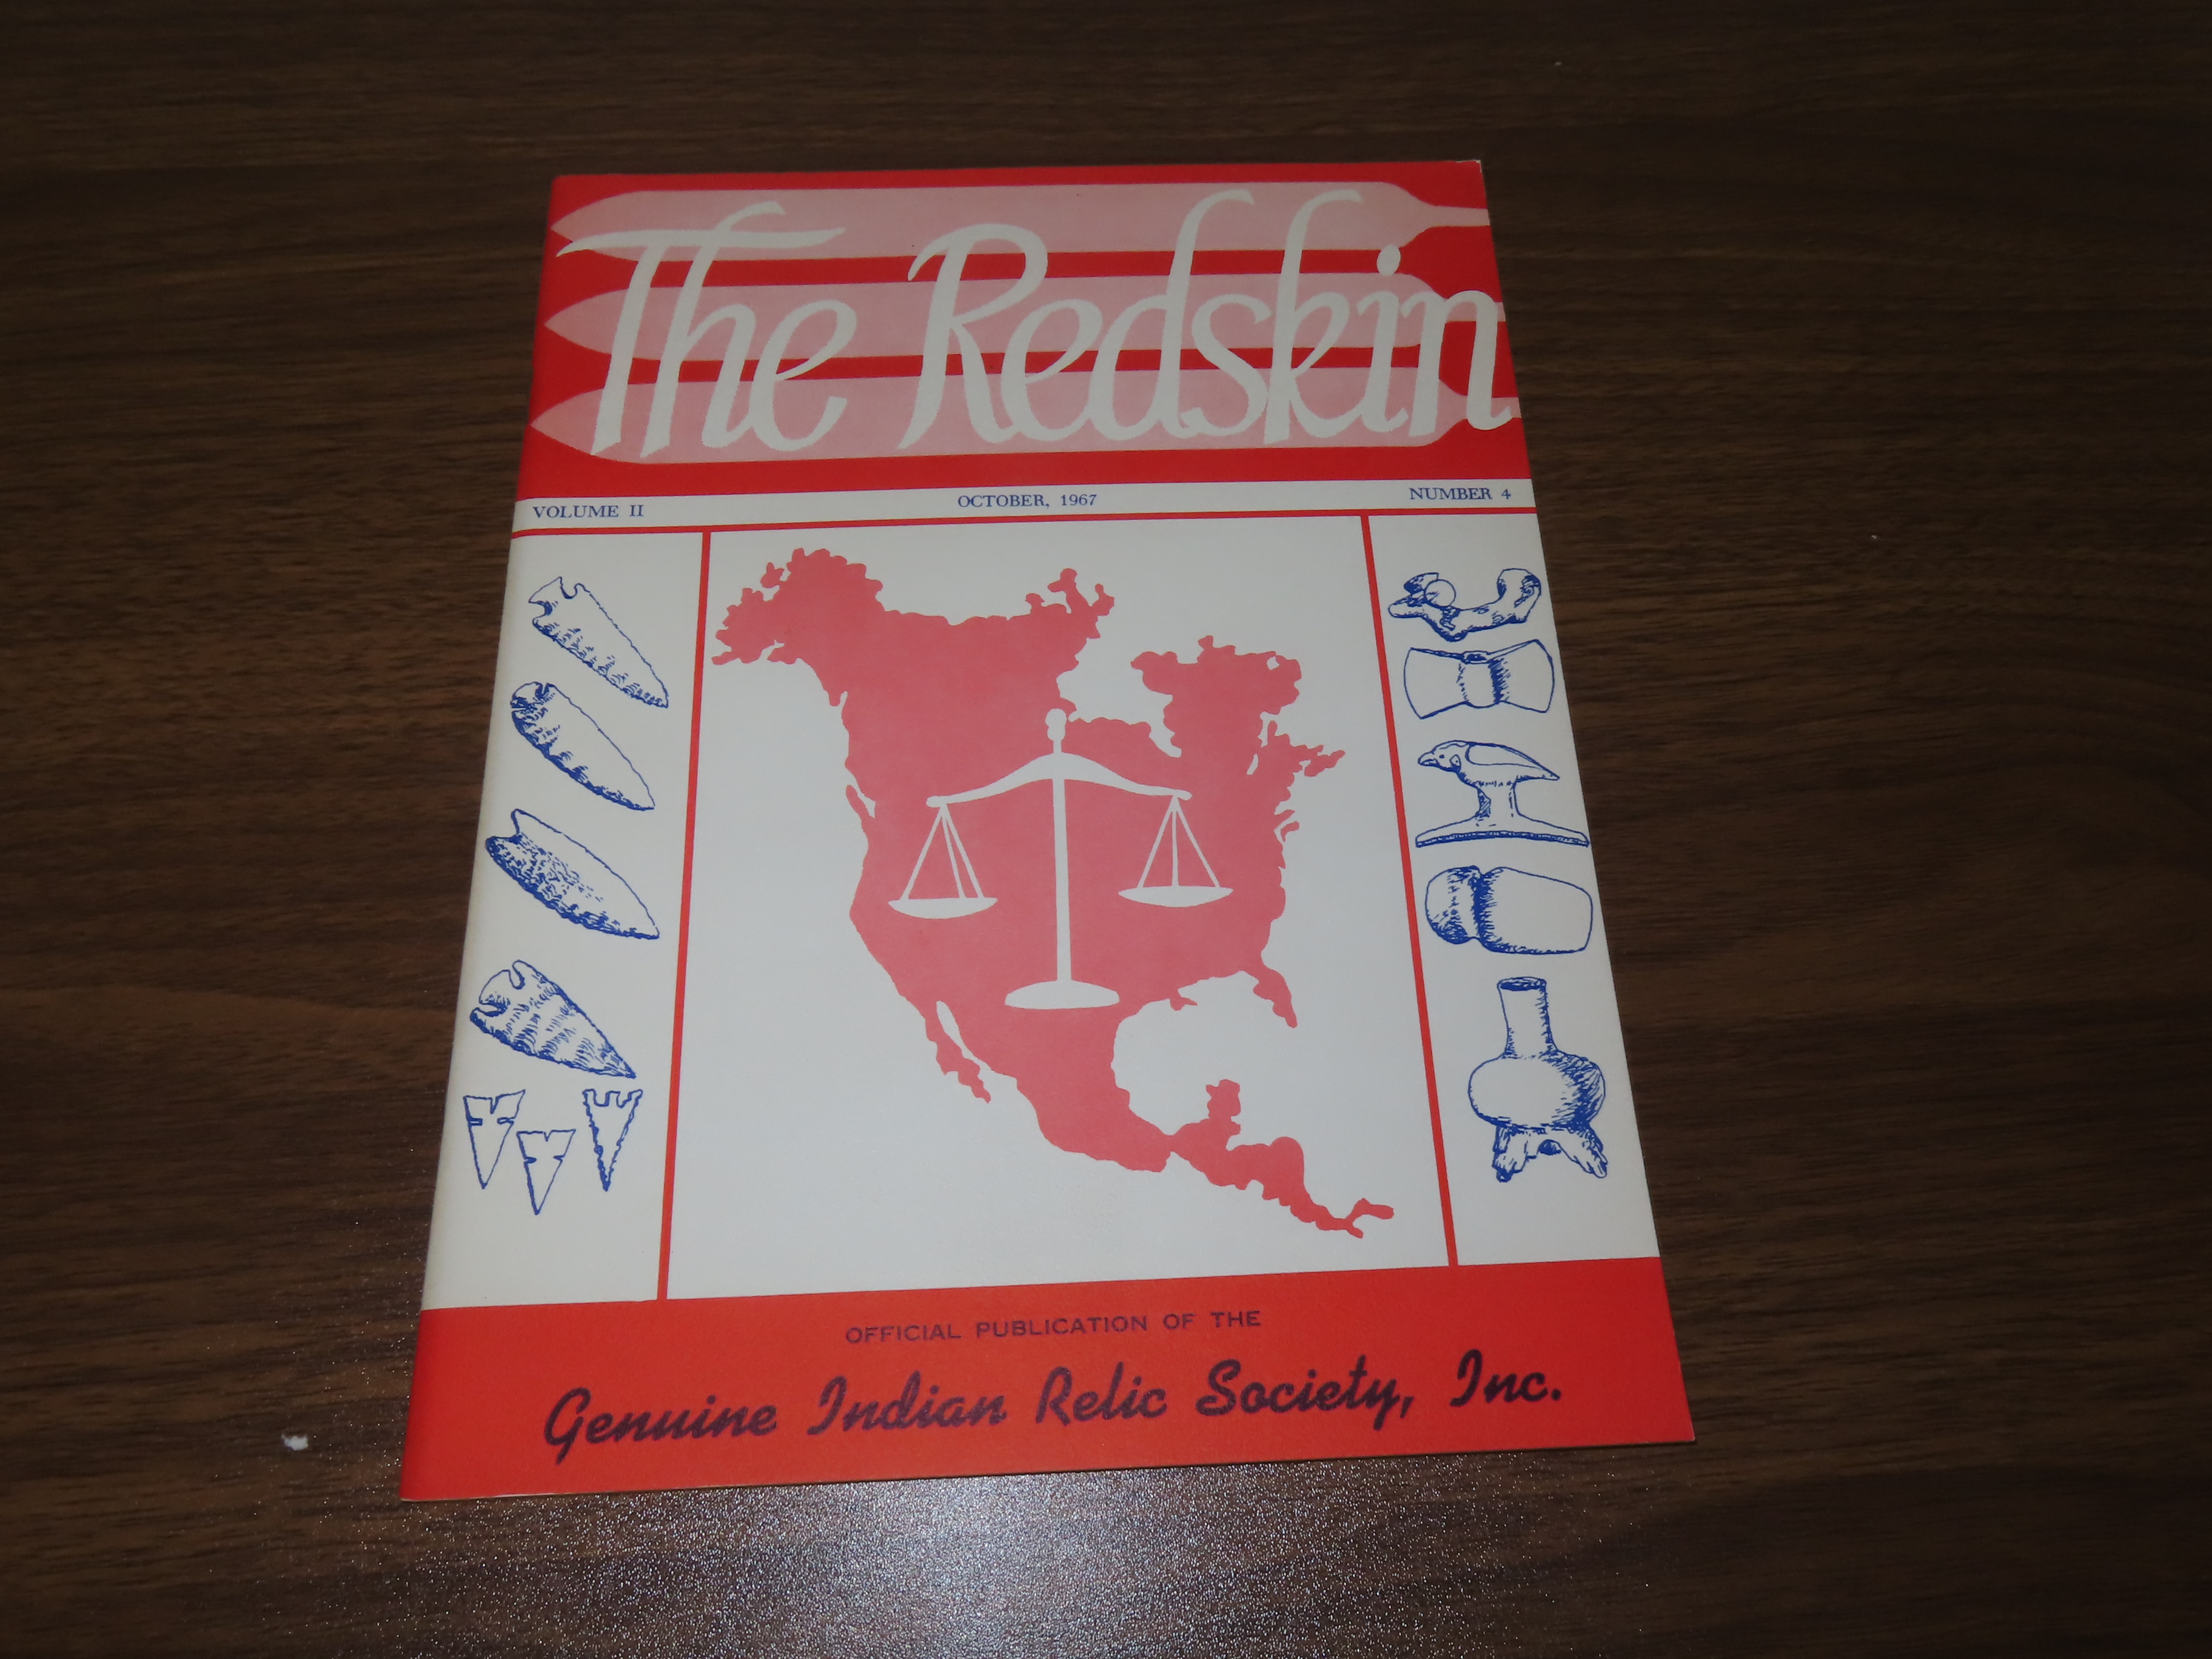 The Redskin
VOLUME II OCTOBER, 1967 NUMBER 4
OFFICIAL PUBLICATION OF THE
Genuine Indian Relic Society, Inc.